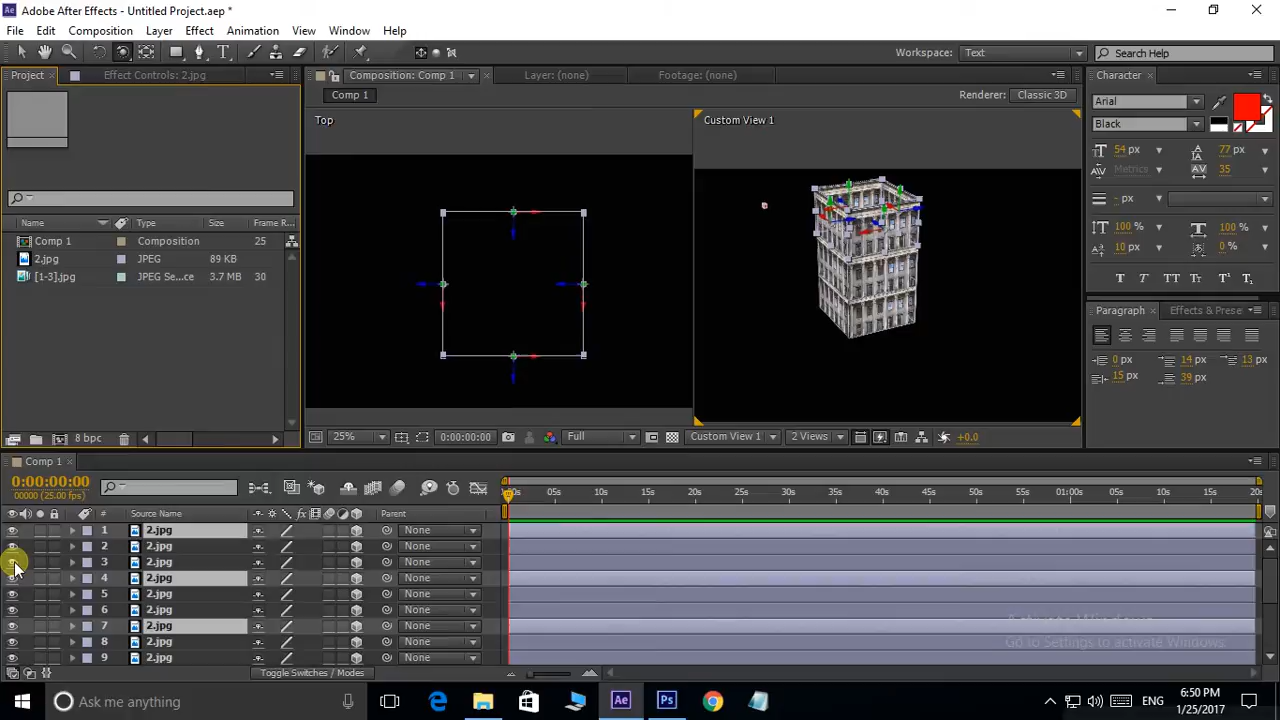 Adobe After Effects - Untitled Project.aep *
File Edit Composition Layer Effect Animation View Window Help
Workspace: Text Search Help
Project Effect Controls: 2.jpg Composition: Comp 1 Layer: (none) Footage: (none) Character
Comp 1 Renderer: Classic 3D Arial
Top Custom View 1 Black
54 px 77 px
Metrics 35
- px
Name Type Size Frame R
100 % 100 %
Comp 1 Composition 25
10 px 0 %
2.jpg JPEG 89 KB
[1-3].jpg JPEG Se...ce 3.7 MB 30
Paragraph Effects & Prese
0 px 14 px 13 px
15 px 39 px
8 bpc 25% 0:00:00:00 Full Custom View 1 2 Views +0.0
Comp 1
0:00:00:00
00000 (25.00 fps)
05s 10s 15s 20s 25s 30s 35s 40s 45s 50s 55s 01:00s 05s 10s 15s 20s
# Source Name Parent
1 2.jpg None
2 2.jpg None
3 2.jpg None
4 2.jpg None
5 2.jpg None
6 2.jpg None
7 2.jpg None
8 2.jpg None
9 2.jpg None
Go to Settings to activate Windows.
Toggle Switches / Modes
Ask me anything
ENG
6:50 PM
1/25/2017